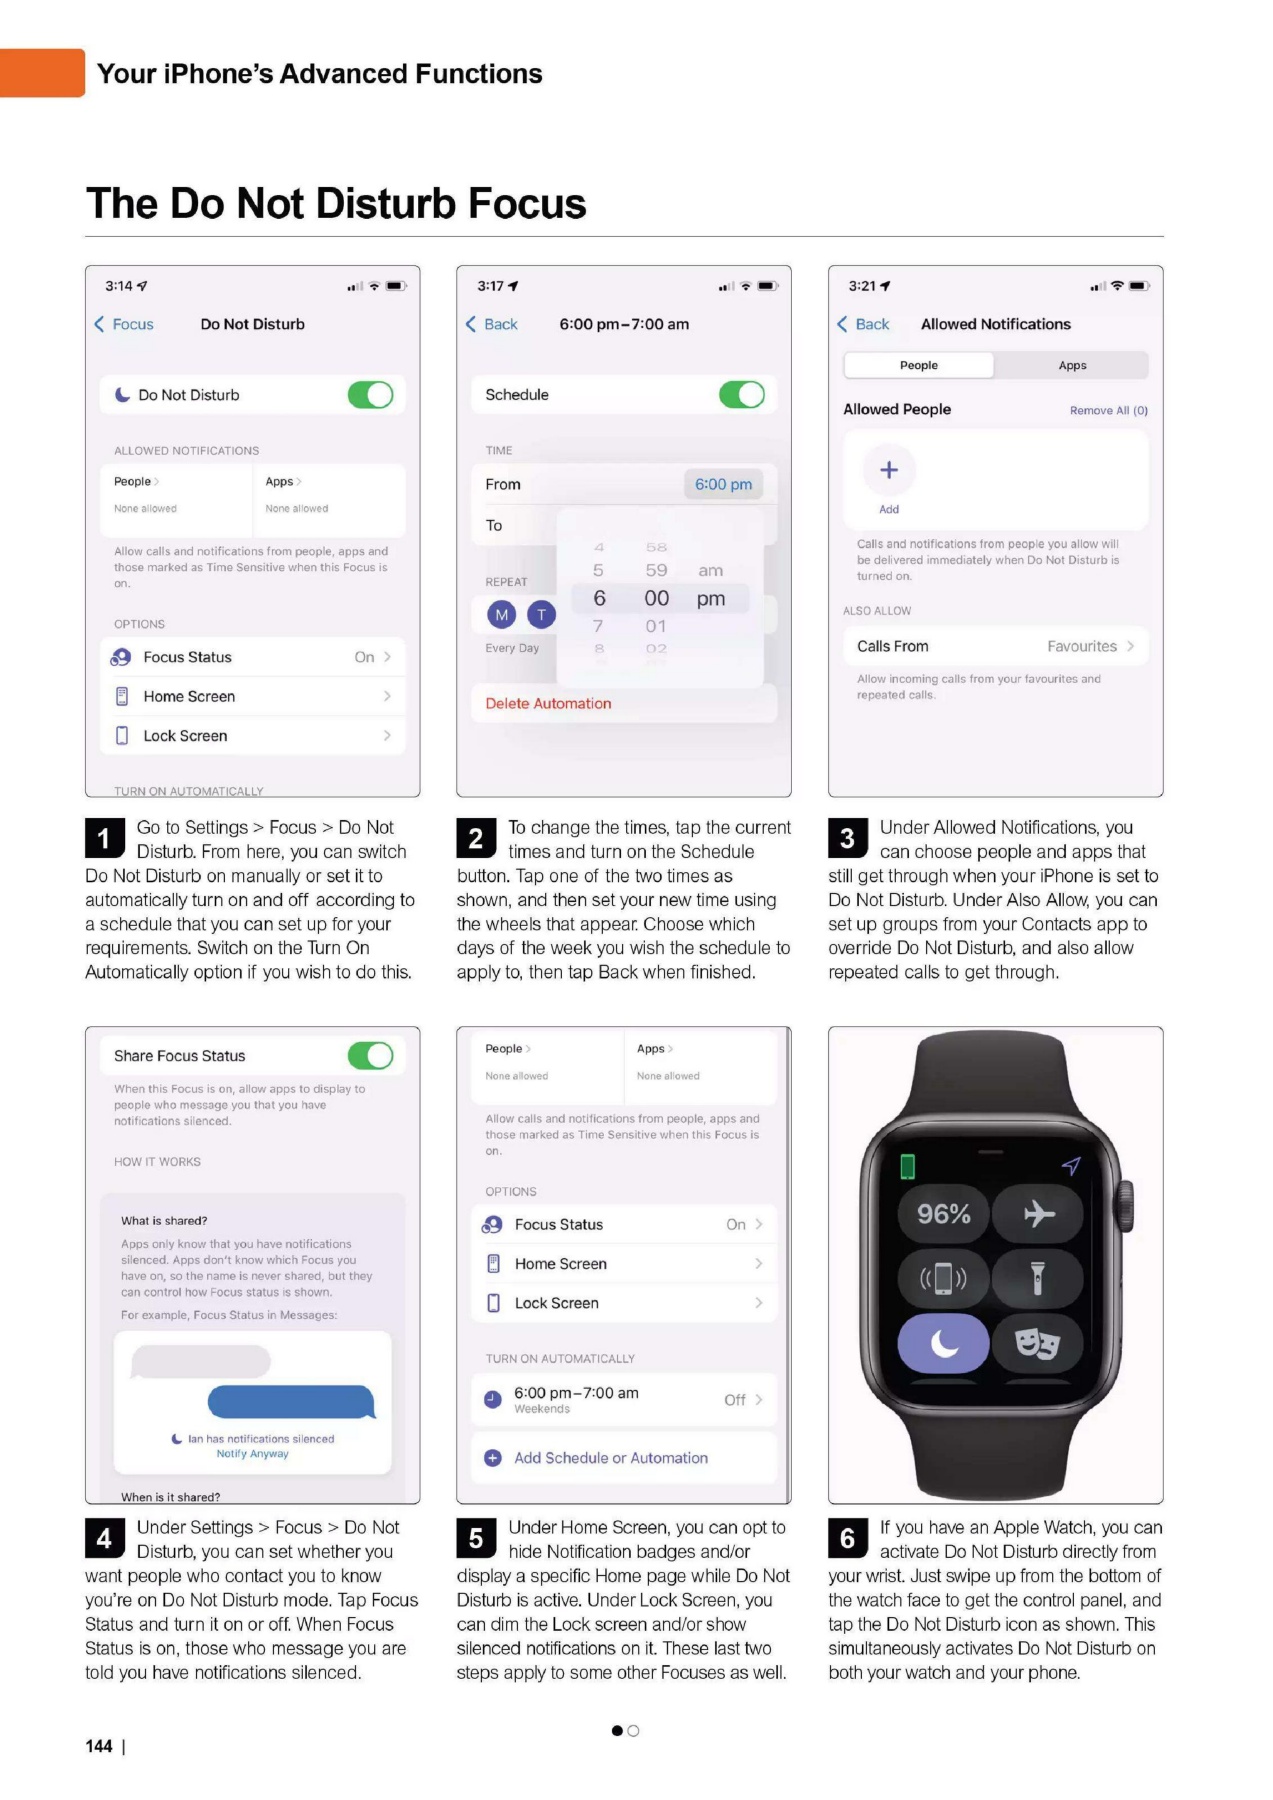 Your iPhone's Advanced Functions
The Do Not Disturb Focus
3:14
Focus
Do Not Disturb
Do Not Disturb
ALLOWED NOTIFICATIONS
People
Apps
None allowed
None allowed
Allow calls and notifications from people, apps and
those marked as Time Sensitive when this Focus is
on.
OPTIONS
Focus Status
On
Home Screen
Lock Screen
TURN ON AUTOMATICALLY
1 Go to Settings > Focus > Do Not
Disturb. From here, you can switch
Do Not Disturb on manually or set it to
automatically turn on and off according to
a schedule that you can set up for your
requirements. Switch on the Turn On
Automatically option if you wish to do this.
3:17
Back
6:00 pm–7:00 am
Schedule
TIME
From
6:00 pm
To
4 58
5 59 am
6 00 pm
7 01
8 02
REPEAT
M T
Every Day
Delete Automation
2 To change the times, tap the current
times and turn on the Schedule
button. Tap one of the two times as
shown, and then set your new time using
the wheels that appear. Choose which
days of the week you wish the schedule to
apply to, then tap Back when finished.
3:21
Back
Allowed Notifications
People
Apps
Allowed People
Remove All (0)
+
Add
Calls and notifications from people you allow will
be delivered immediately when Do Not Disturb is
turned on.
ALSO ALLOW
Calls From
Favourites
Allow incoming calls from your favourites and
repeated calls.
3 Under Allowed Notifications, you
can choose people and apps that
still get through when your iPhone is set to
Do Not Disturb. Under Also Allow, you can
set up groups from your Contacts app to
override Do Not Disturb, and also allow
repeated calls to get through.
Share Focus Status
When this Focus is on, allow apps to display to
people who message you that you have
notifications silenced.
HOW IT WORKS
What is shared?
Apps only know that you have notifications
silenced. Apps don't know which Focus you
have on, so the name is never shared, but they
can control how Focus status is shown.
For example, Focus Status in Messages:
Ian has notifications silenced
Notify Anyway
When is it shared?
4 Under Settings > Focus > Do Not
Disturb, you can set whether you
want people who contact you to know
you're on Do Not Disturb mode. Tap Focus
Status and turn it on or off. When Focus
Status is on, those who message you are
told you have notifications silenced.
People
Apps
None allowed
None allowed
Allow calls and notifications from people, apps and
those marked as Time Sensitive when this Focus is
on.
OPTIONS
Focus Status
On
Home Screen
Lock Screen
TURN ON AUTOMATICALLY
6:00 pm–7:00 am
Weekends
Off
Add Schedule or Automation
5 Under Home Screen, you can opt to
hide Notification badges and/or
display a specific Home page while Do Not
Disturb is active. Under Lock Screen, you
can dim the Lock screen and/or show
silenced notifications on it. These last two
steps apply to some other Focuses as well.
96%
6 If you have an Apple Watch, you can
activate Do Not Disturb directly from
your wrist. Just swipe up from the bottom of
the watch face to get the control panel, and
tap the Do Not Disturb icon as shown. This
simultaneously activates Do Not Disturb on
both your watch and your phone.
144 |